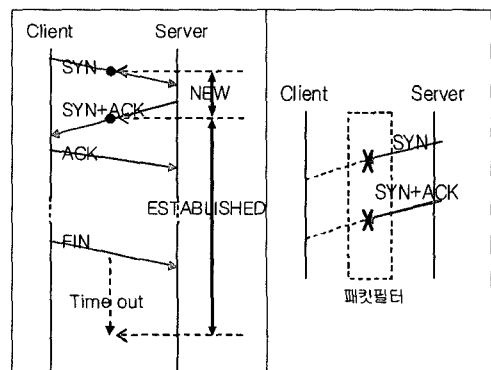 Client
Server
SYN
NEW
SYN+ACK
ACK
ESTABLISHED
FIN
Time out
Client
Server
SYN
SYN+ACK
패킷필터